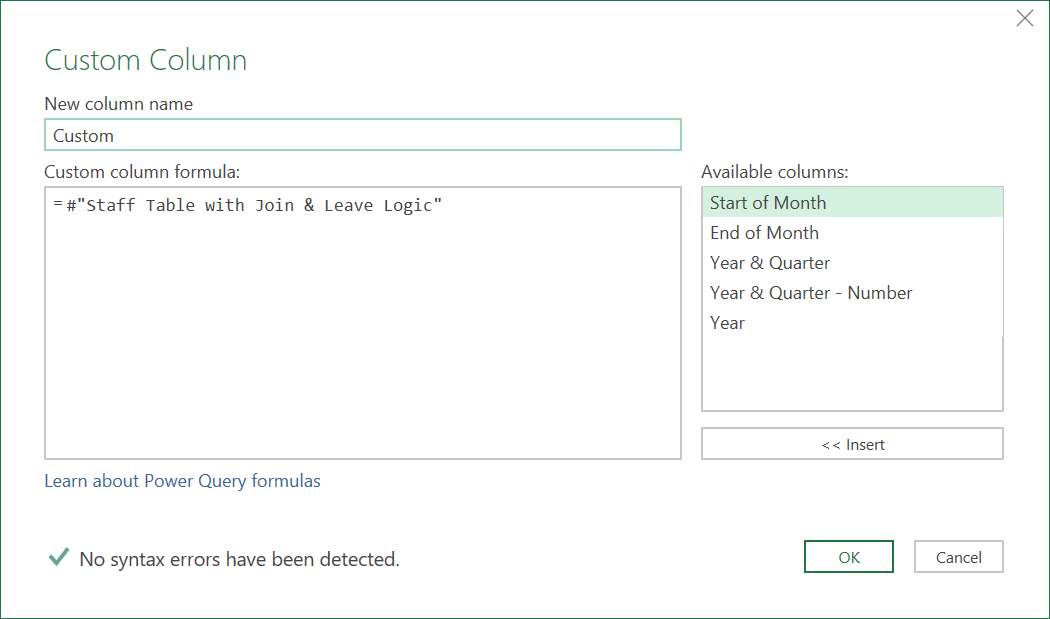 Custom Column
New column name
Custom
Custom column formula:
=#"Staff Table with Join & Leave Logic"
Available columns:
Start of Month
End of Month
Year & Quarter
Year & Quarter - Number
Year
<< Insert
Learn about Power Query formulas
No syntax errors have been detected.
OK
Cancel